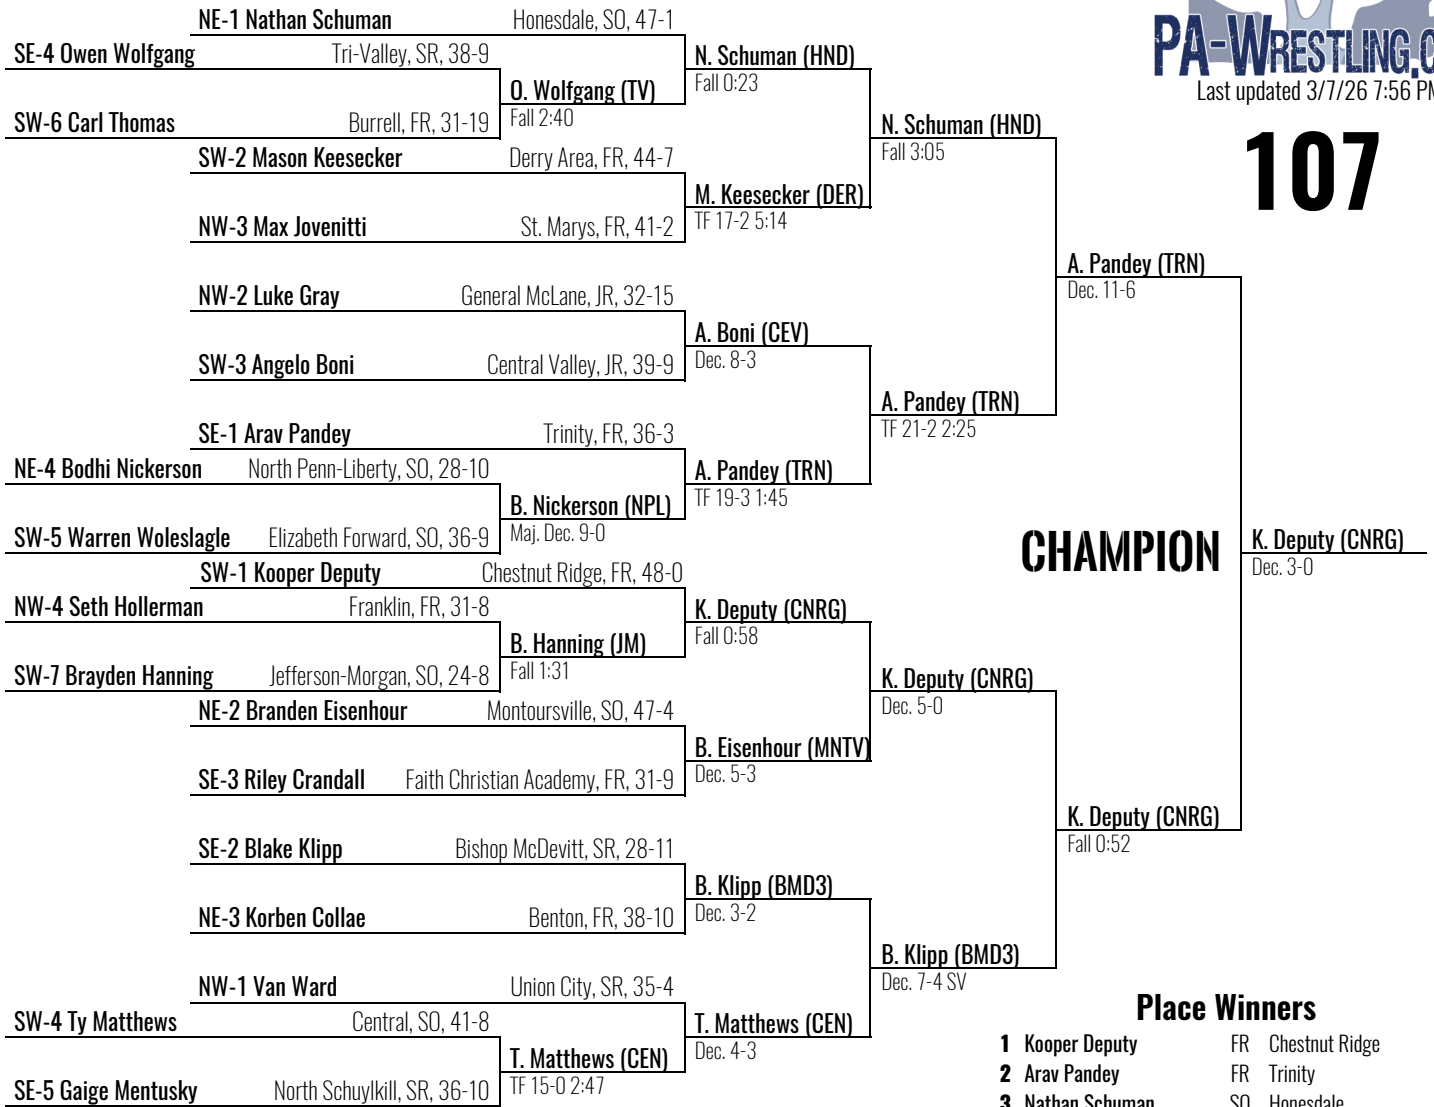 NE-1 Nathan Schuman Honesdale, SO, 47-1
SE-4 Owen Wolfgang Tri-Valley, SR, 38-9
SW-6 Carl Thomas Burrell, FR, 31-19
O. Wolfgang (TV)
Fall 2:40
N. Schuman (HND)
Fall 0:23
SW-2 Mason Keesecker Derry Area, FR, 44-7
NW-3 Max Jovenitti St. Marys, FR, 41-2
M. Keesecker (DER)
TF 17-2 5:14
N. Schuman (HND)
Fall 3:05
NW-2 Luke Gray General McLane, JR, 32-15
SW-3 Angelo Boni Central Valley, JR, 39-9
A. Boni (CEV)
Dec. 8-3
SE-1 Arav Pandey Trinity, FR, 36-3
NE-4 Bodhi Nickerson North Penn-Liberty, SO, 28-10
SW-5 Warren Woleslagle Elizabeth Forward, SO, 36-9
B. Nickerson (NPL)
Maj. Dec. 9-0
A. Pandey (TRN)
TF 19-3 1:45
A. Pandey (TRN)
TF 21-2 2:25
A. Pandey (TRN)
Dec. 11-6
SW-1 Kooper Deputy Chestnut Ridge, FR, 48-0
NW-4 Seth Hollerman Franklin, FR, 31-8
SW-7 Brayden Hanning Jefferson-Morgan, SO, 24-8
B. Hanning (JM)
Fall 1:31
K. Deputy (CNRG)
Fall 0:58
NE-2 Branden Eisenhour Montoursville, SO, 47-4
SE-3 Riley Crandall Faith Christian Academy, FR, 31-9
B. Eisenhour (MNTV)
Dec. 5-3
K. Deputy (CNRG)
Dec. 5-0
SE-2 Blake Klipp Bishop McDevitt, SR, 28-11
NE-3 Korben Collae Benton, FR, 38-10
B. Klipp (BMD3)
Dec. 3-2
NW-1 Van Ward Union City, SR, 35-4
SW-4 Ty Matthews Central, SO, 41-8
SE-5 Gaige Mentusky North Schuylkill, SR, 36-10
T. Matthews (CEN)
TF 15-0 2:47
T. Matthews (CEN)
Dec. 4-3
B. Klipp (BMD3)
Dec. 7-4 SV
K. Deputy (CNRG)
Fall 0:52
CHAMPION
K. Deputy (CNRG)
Dec. 3-0
PA-WRESTLING.C
Last updated 3/7/26 7:56 PM
107
Place Winners
1 Kooper Deputy FR Chestnut Ridge
2 Arav Pandey FR Trinity
3 Nathan Schuman SO Honesdale